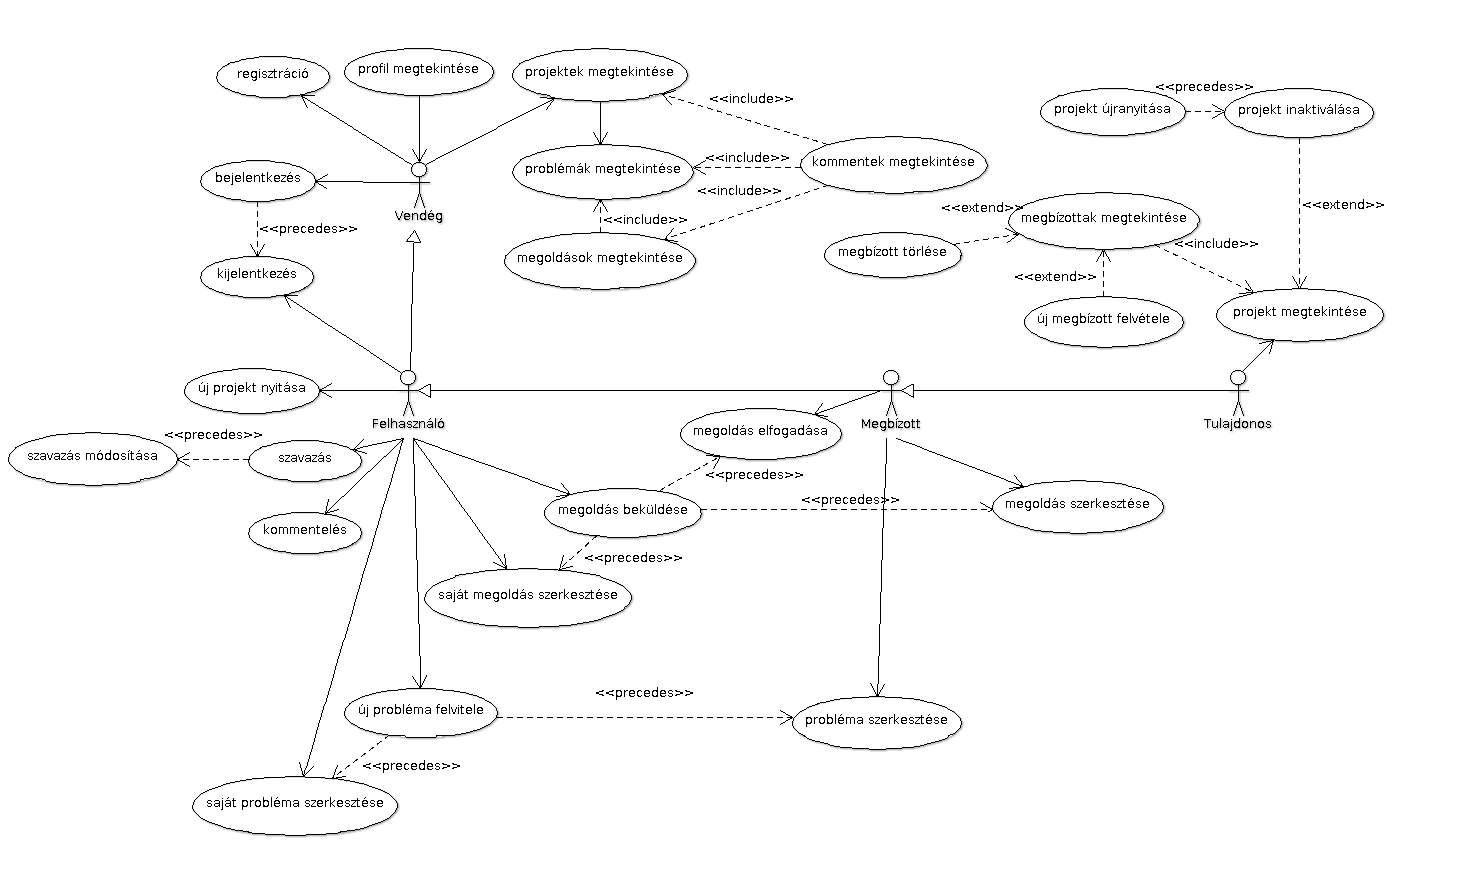 regisztráció
profil megtekintése
projektek megtekintése
<<include>>
<<precedes>>
projekt újranyitása
projekt inaktiválása
bejelentkezés
Vendég
problémák megtekintése
<<include>>
kommentek megtekintése
<<include>>
<<precedes>>
<<include>>
megoldások megtekintése
kijelentkezés
<<extend>>
megbízottak megtekintése
<<extend>>
megbízott törlése
<<include>>
<<extend>>
új megbízott felvétele
projekt megtekintése
új projekt nyitása
Felhasználó
Megbízott
Tulajdonos
megoldás elfogadása
<<precedes>>
szavazás módosítása
szavazás
<<precedes>>
<<precedes>>
megoldás beküldése
megoldás szerkesztése
kommentelés
<<precedes>>
saját megoldás szerkesztése
<<precedes>>
új probléma felvitele
probléma szerkesztése
<<precedes>>
saját probléma szerkesztése